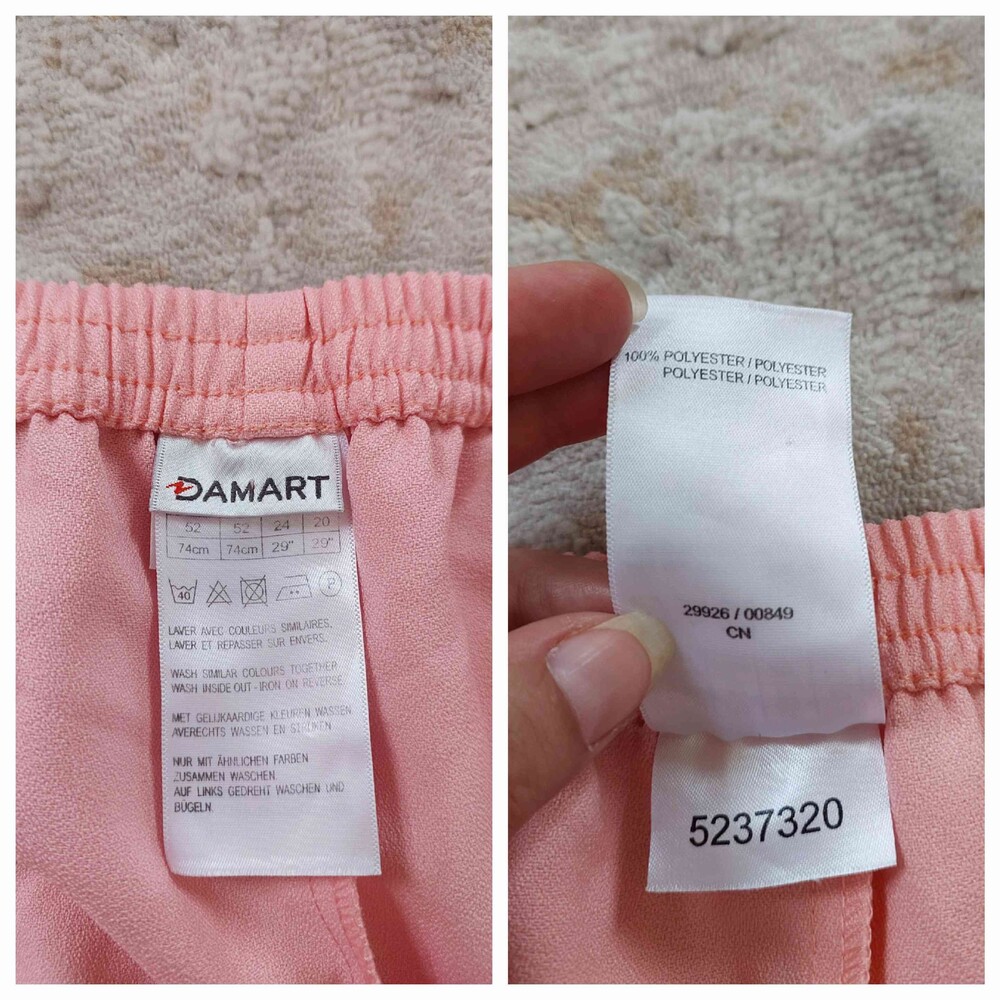 DAMART
52 52 24 20
74cm 74cm 29" 29"
40 P
LAVER AVEC COULEURS SIMILAIRES,
LAVER ET REPASSER SUR ENVERS.
WASH SIMILAR COLOURS TOGETHER
WASH INSIDE OUT - IRON ON REVERSE
MET GELIJKAARDIGE KLEUREN WASSEN
AVERECHTS WASSEN EN STRIJKEN
NUR MIT ÄHNLICHEN FARBEN
ZUSAMMEN WASCHEN
AUF LINKS GEDREHT WASCHEN UND
BÜGELN.
100% POLYESTER / POLYESTER
POLYESTER / POLYESTER
29926 / 00849
CN
5237320